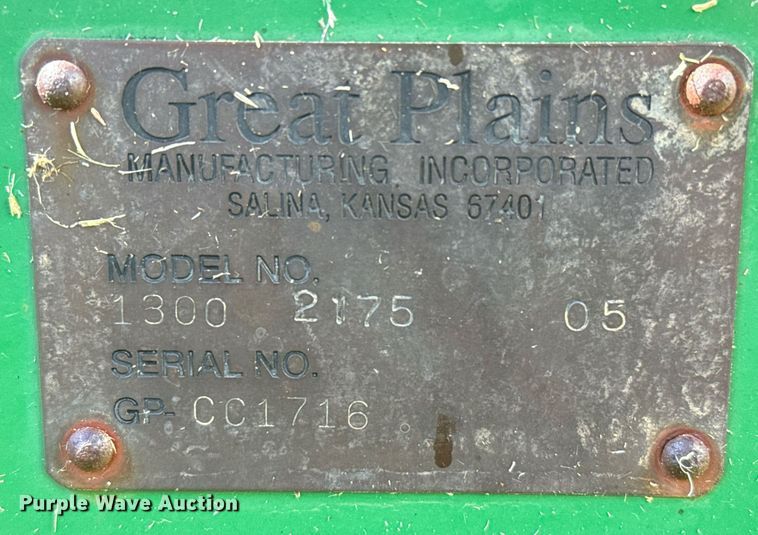 Great Plains
MANUFACTURING, INCORPORATED
SALINA, KANSAS 67401
MODEL NO.
1300 2175 05
SERIAL NO.
GP-CC1716
Purple Wave Auction